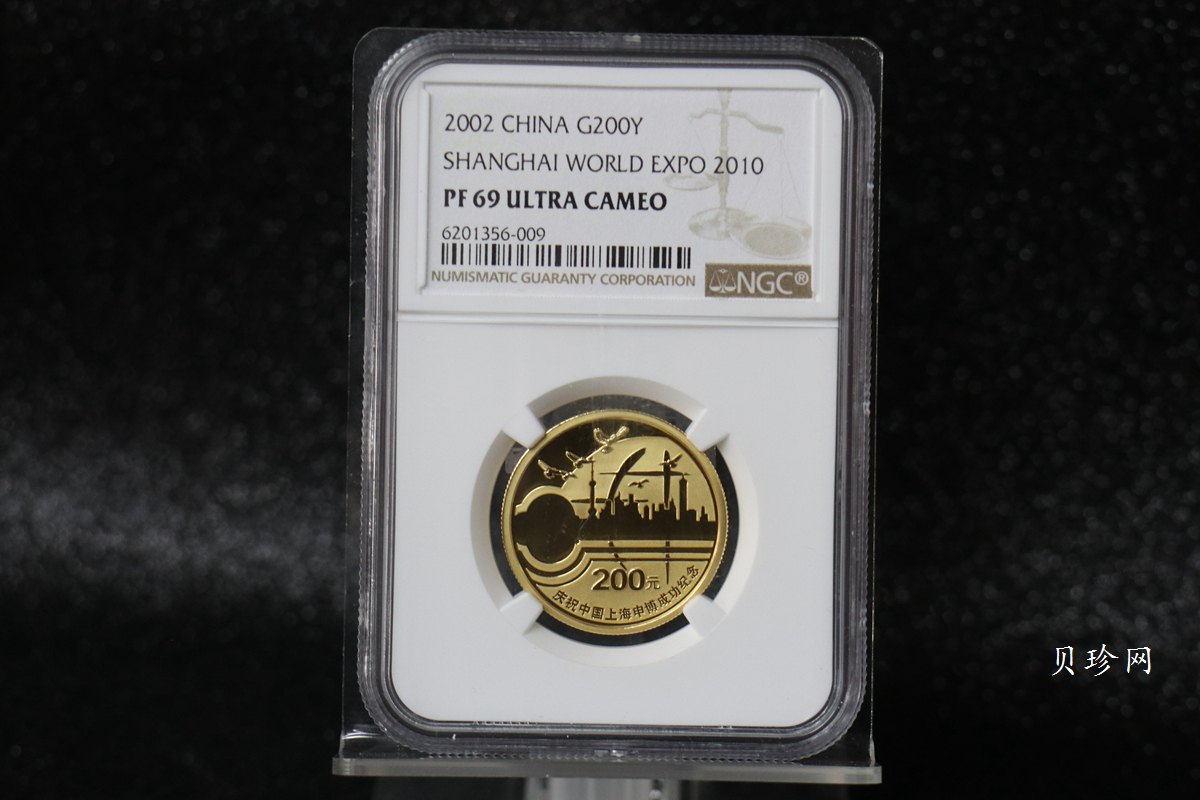 2002 CHINA G200Y
SHANGHAI WORLD EXPO 2010
PF 69 ULTRA CAMEO
6201356-009
NUMISMATIC GUARANTY CORPORATION
NGC®
200元
庆祝中国上海申博成功纪念
贝珍网